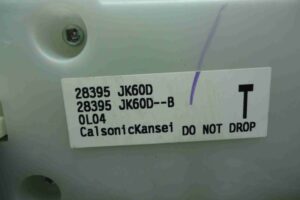 28395 JK60D
28395 JK60D--B
0L04
CalsonicKansei DO NOT DROP
T